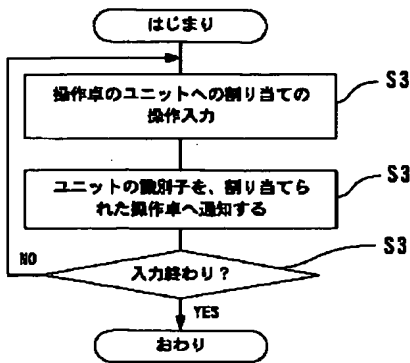 はじまり
操作卓のユニットへの割り当ての
操作入力
S3
ユニットの識別子を、割り当てら
れた操作卓へ通知する
S3
入力終わり?
S3
NO
YES
おわり